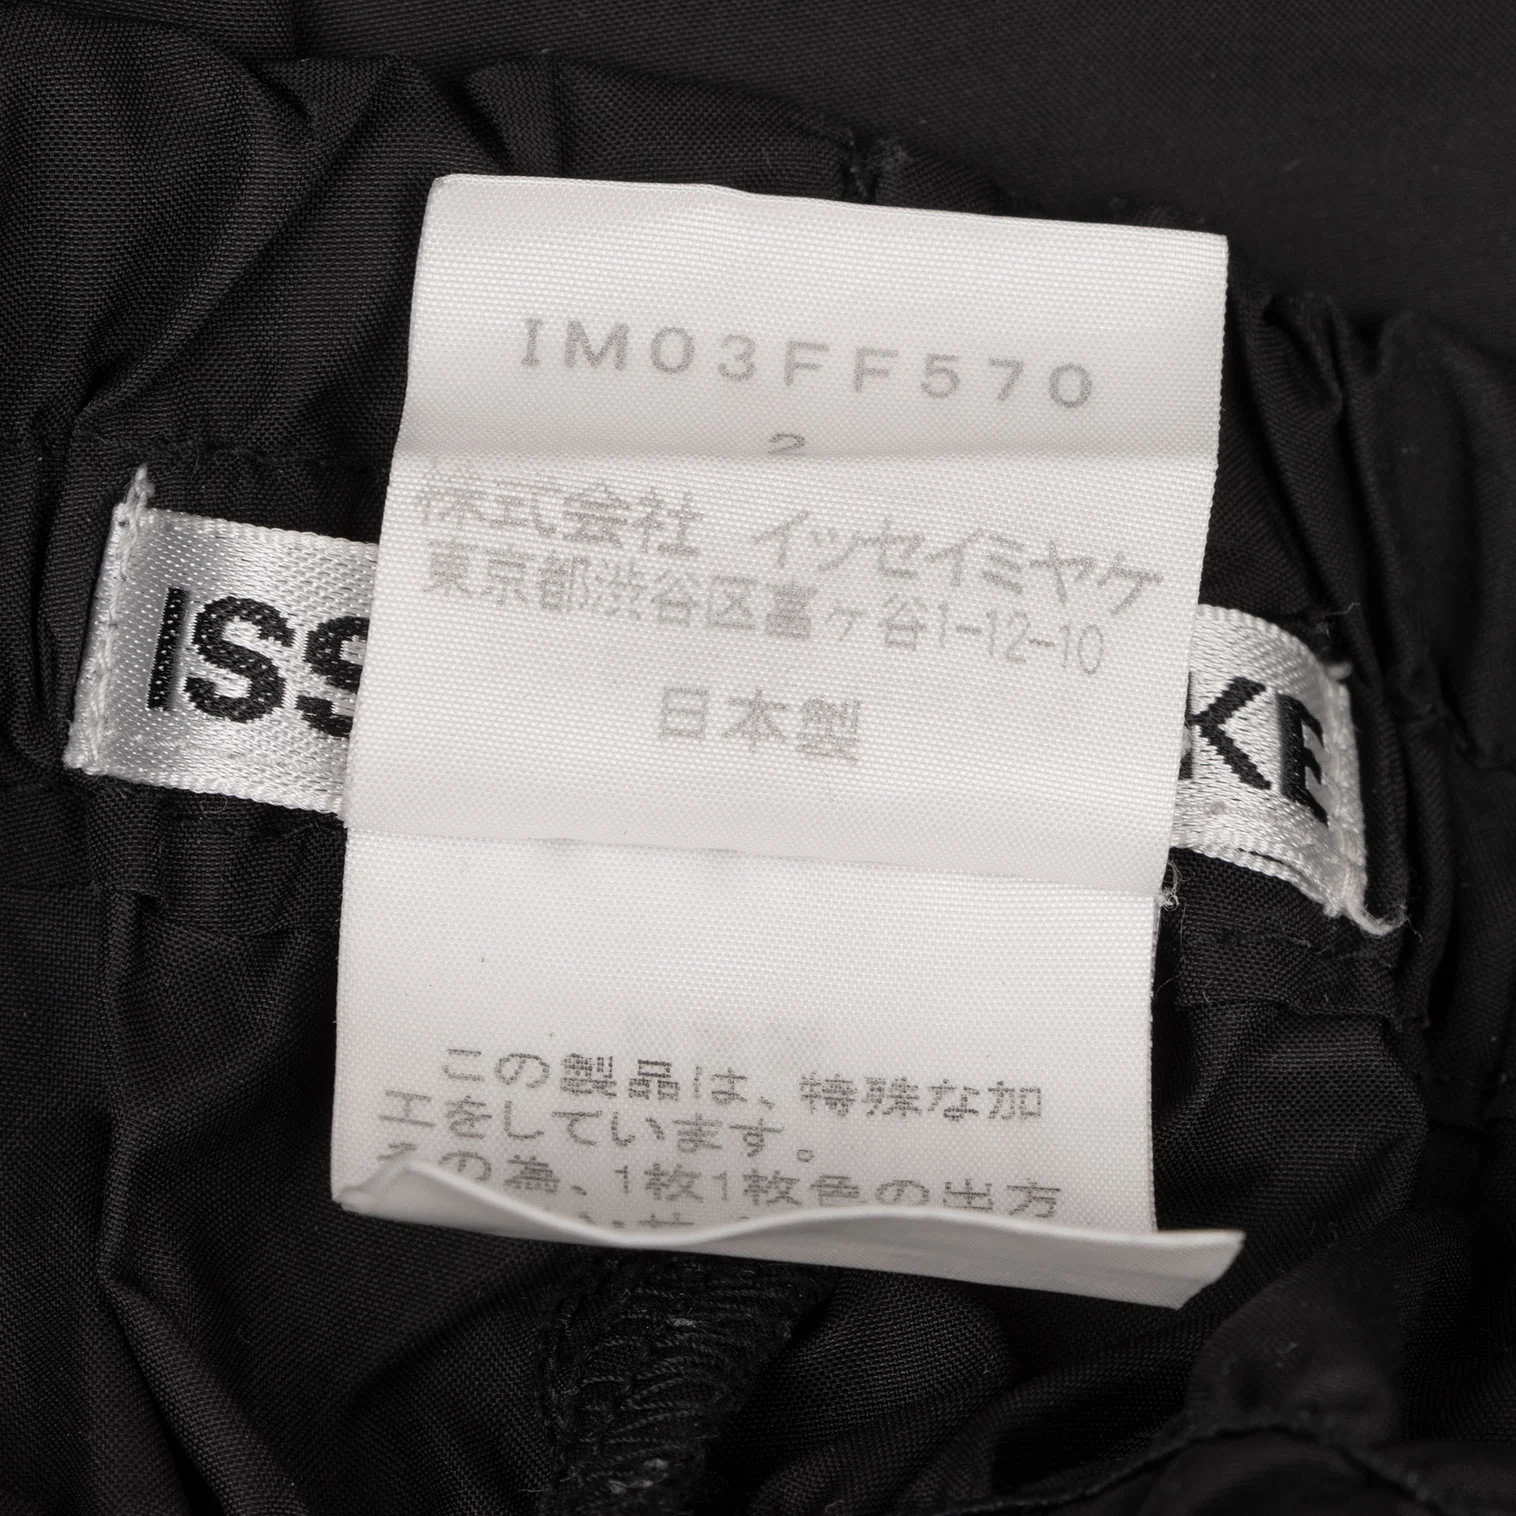 IM03FF570
2
株式会社 イッセイミヤケ
東京都渋谷区富ヶ谷1-12-10
日本製
ISS
KE
この製品は、特殊な加
工をしています。
その為、1枚1枚色の出方